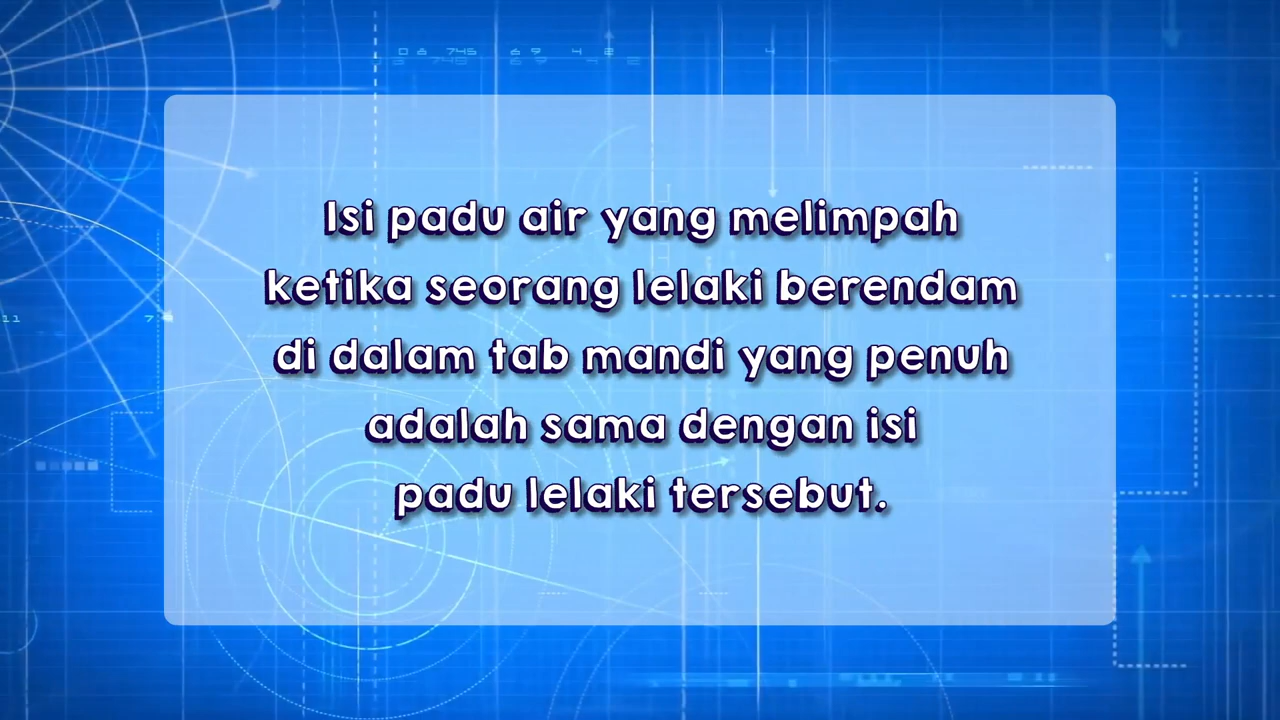 Isi padu air yang melimpah
ketika seorang lelaki berendam
di dalam tab mandi yang penuh
adalah sama dengan isi
padu lelaki tersebut.